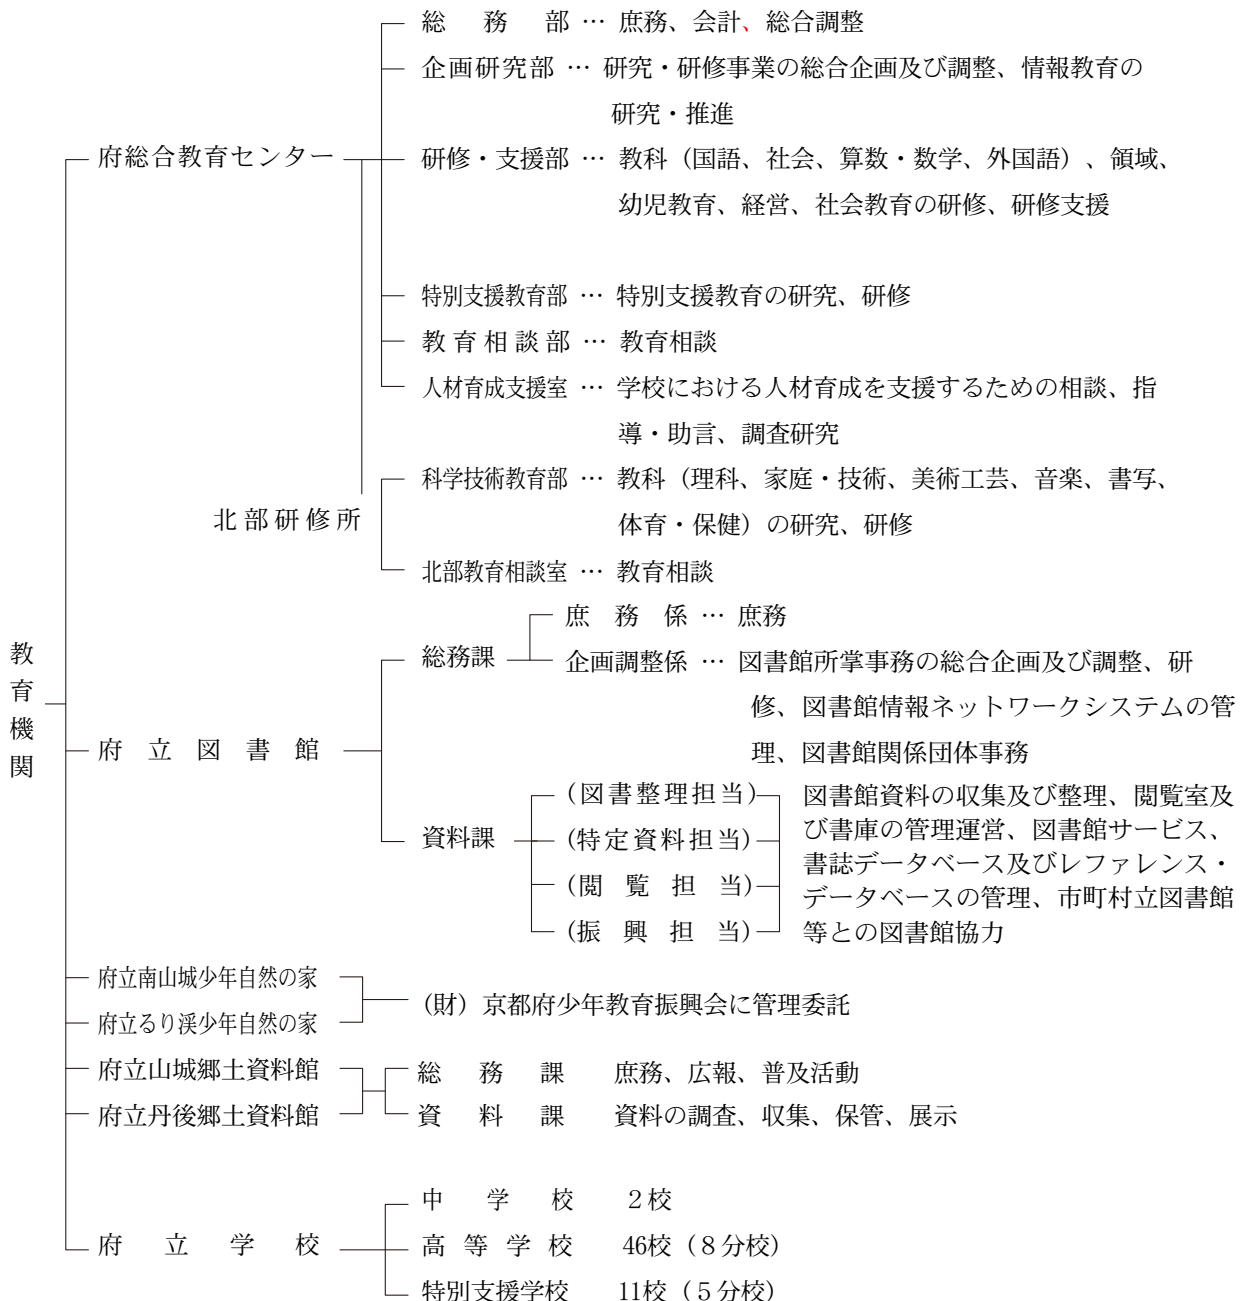 総務部 … 庶務、会計、総合調整
企画研究部 … 研究・研修事業の総合企画及び調整、情報教育の
研究・推進
府総合教育センター
研修・支援部 … 教科（国語、社会、算数・数学、外国語）、領域、
幼児教育、経営、社会教育の研修、研修支援
特別支援教育部 … 特別支援教育の研究、研修
教育相談部 … 教育相談
人材育成支援室 … 学校における人材育成を支援するための相談、指
導・助言、調査研究
北部研修所
科学技術教育部 … 教科（理科、家庭・技術、美術工芸、音楽、書写、
体育・保健）の研究、研修
北部教育相談室 … 教育相談
教育機関
府立図書館
総務課
庶務係 … 庶務
企画調整係 … 図書館所掌事務の総合企画及び調整、研
修、図書館情報ネットワークシステムの管
理、図書館関係団体事務
資料課
(図書整理担当)
(特定資料担当)
(閲覧担当)
(振興担当)
図書館資料の収集及び整理、閲覧室及
び書庫の管理運営、図書館サービス、
書誌データベース及びレファレンス・
データベースの管理、市町村立図書館
等との図書館協力
府立南山城少年自然の家
府立るり渓少年自然の家
（財）京都府少年教育振興会に管理委託
府立山城郷土資料館
府立丹後郷土資料館
総務課 庶務、広報、普及活動
資料課 資料の調査、収集、保管、展示
府立学校
中学校 2校
高等学校 46校（8分校）
特別支援学校 11校（5分校）